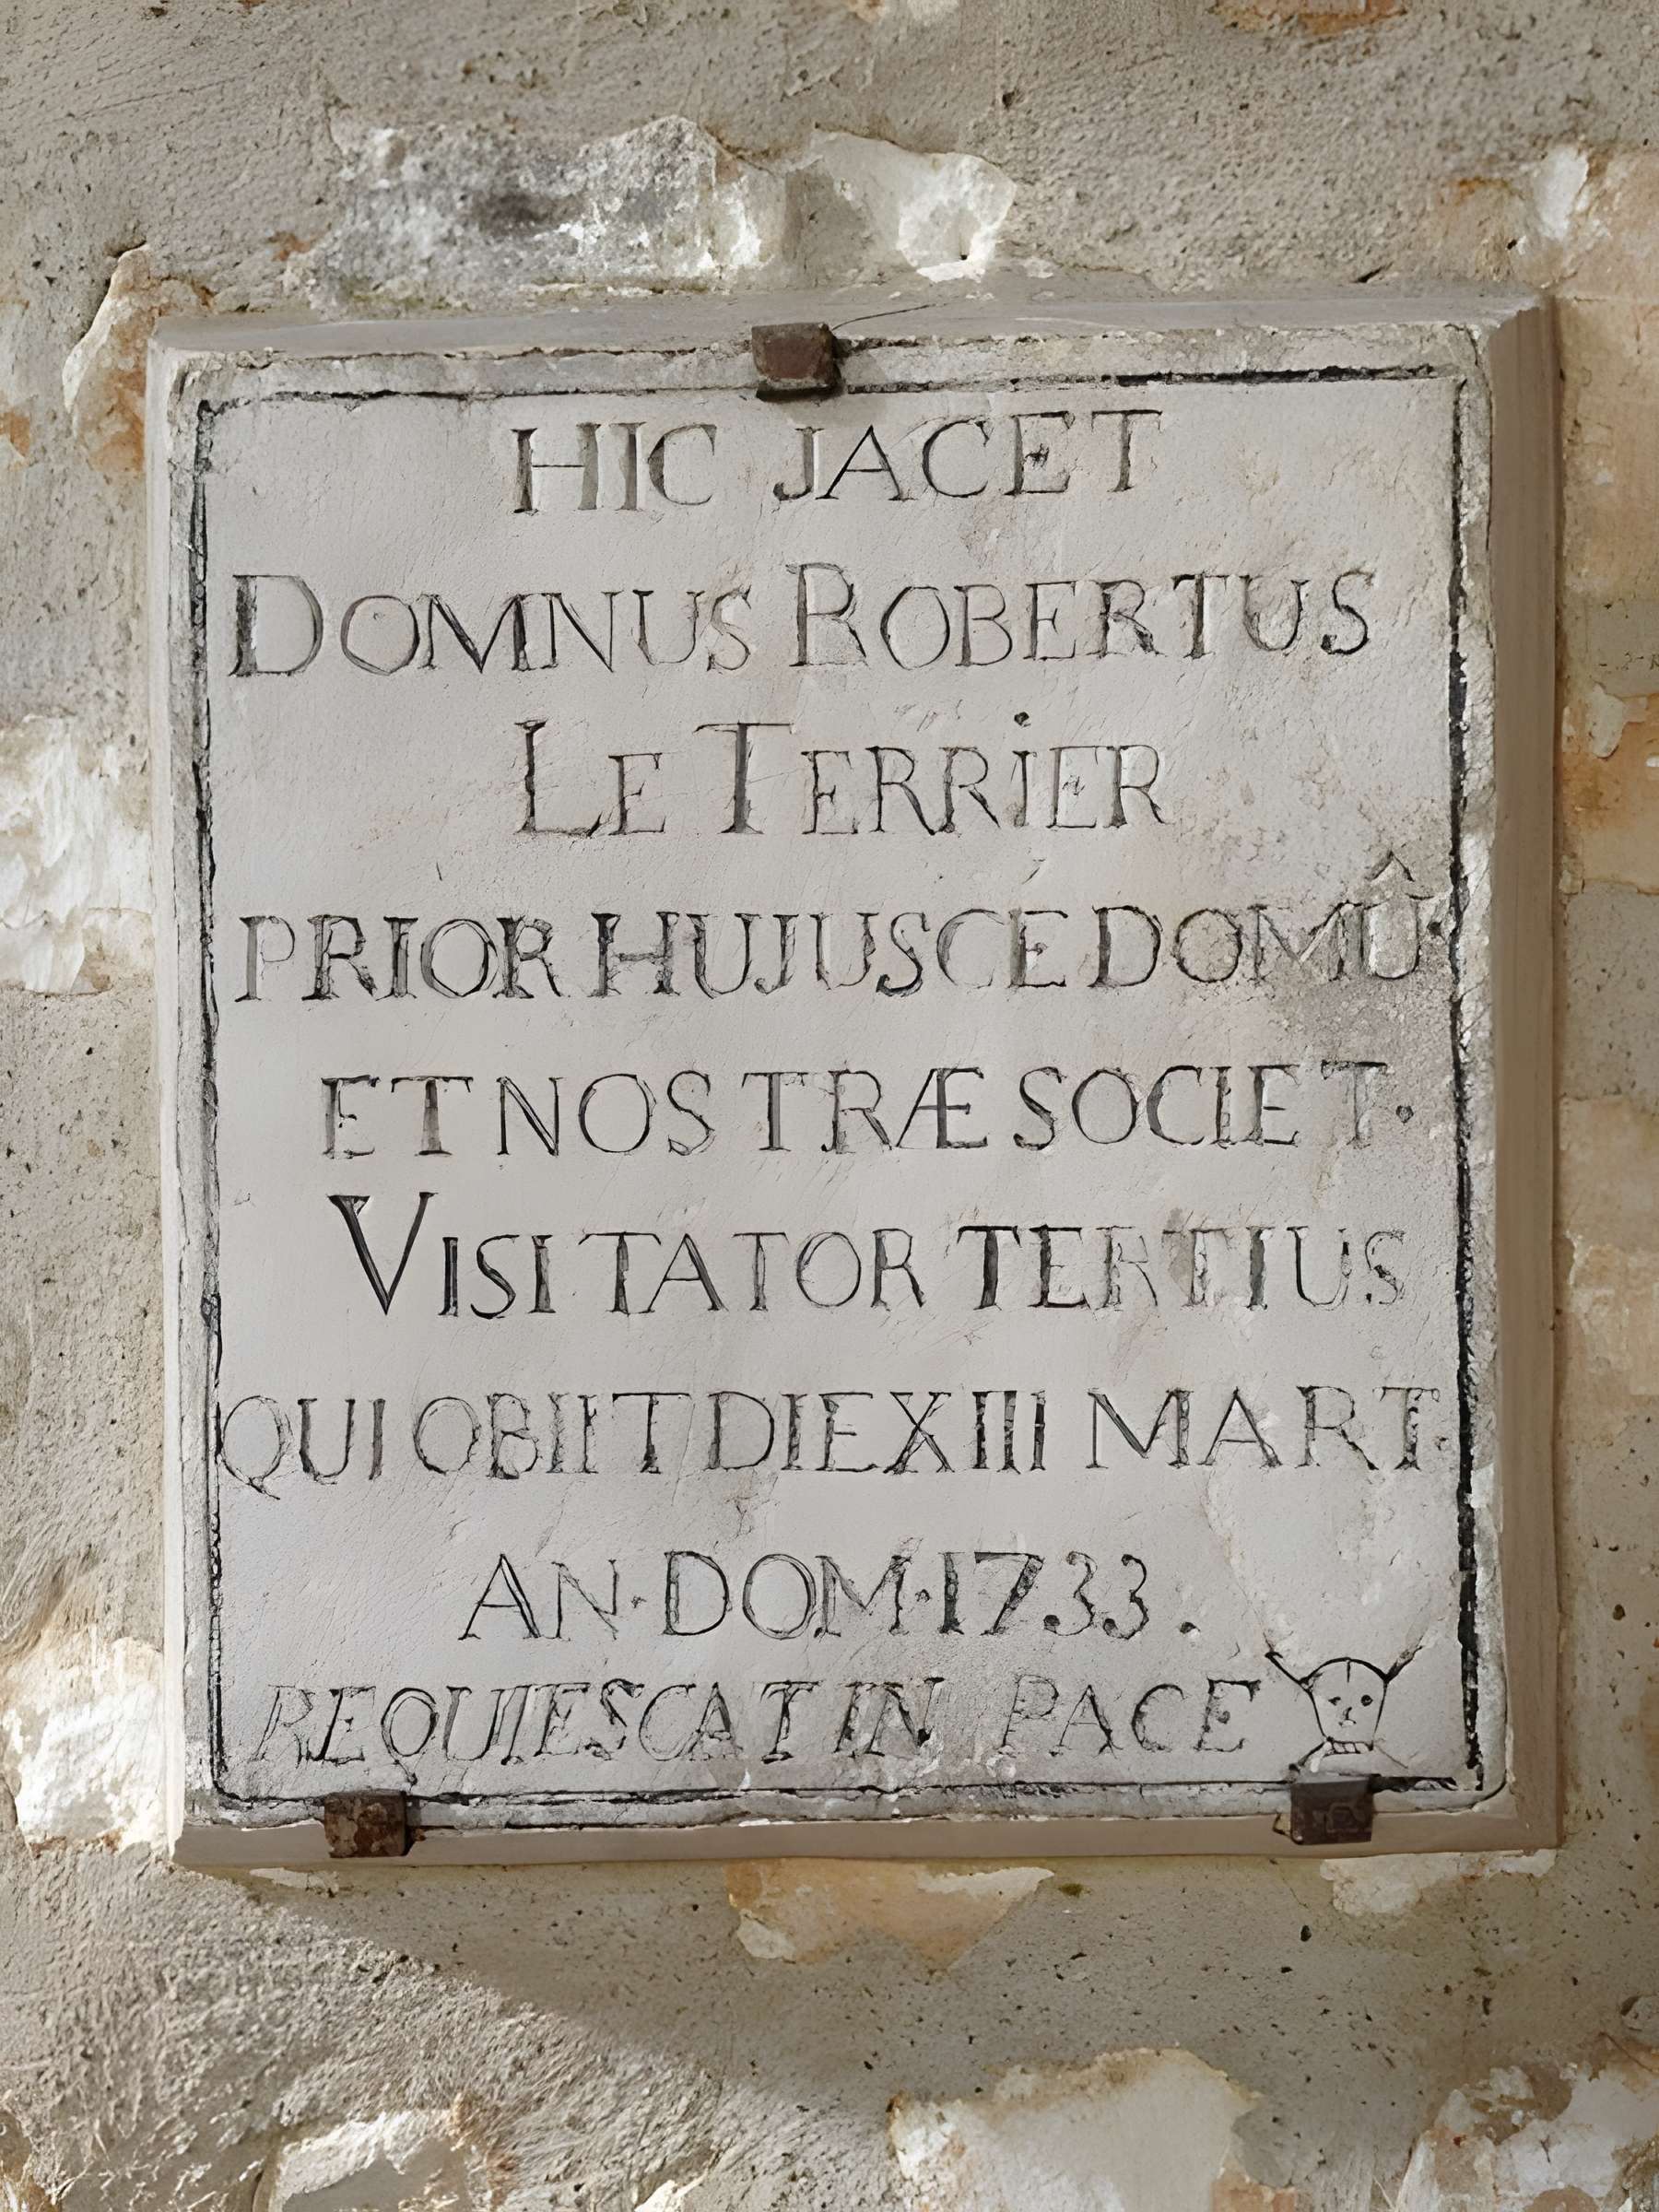 HIC JACET
DOMNUS ROBERTUS
LE TERRiER
PRIOR HUJUSCÉ DOMÛ·
ET NOSTRÆ SOCIET·
VISITATOR TERTIUS
QUI OBIIT DIE XIII MART·
AN·DOM·1733.
REQUIESCAT IN PACE